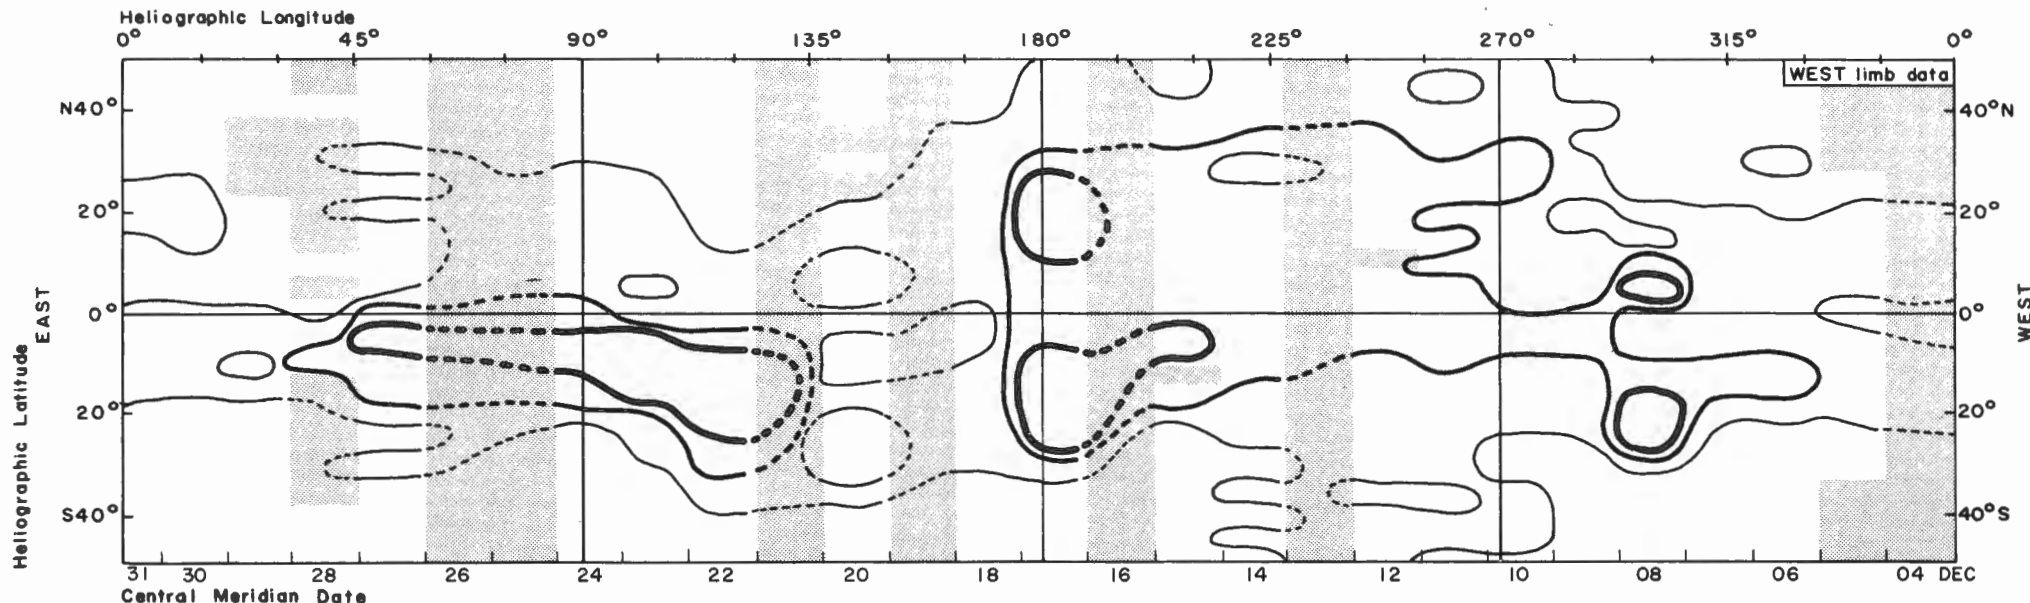 Heliographic Longitude
0° 45° 90° 135° 180° 225° 270° 315° 0°
WEST limb data
N40° 40°N
20° 20°
EAST 0° 0° WEST
20° 20°
S40° 40°S
Heliographic Latitude
31 30 28 26 24 22 20 18 16 14 12 10 08 06 04 DEC
Central Meridian Date